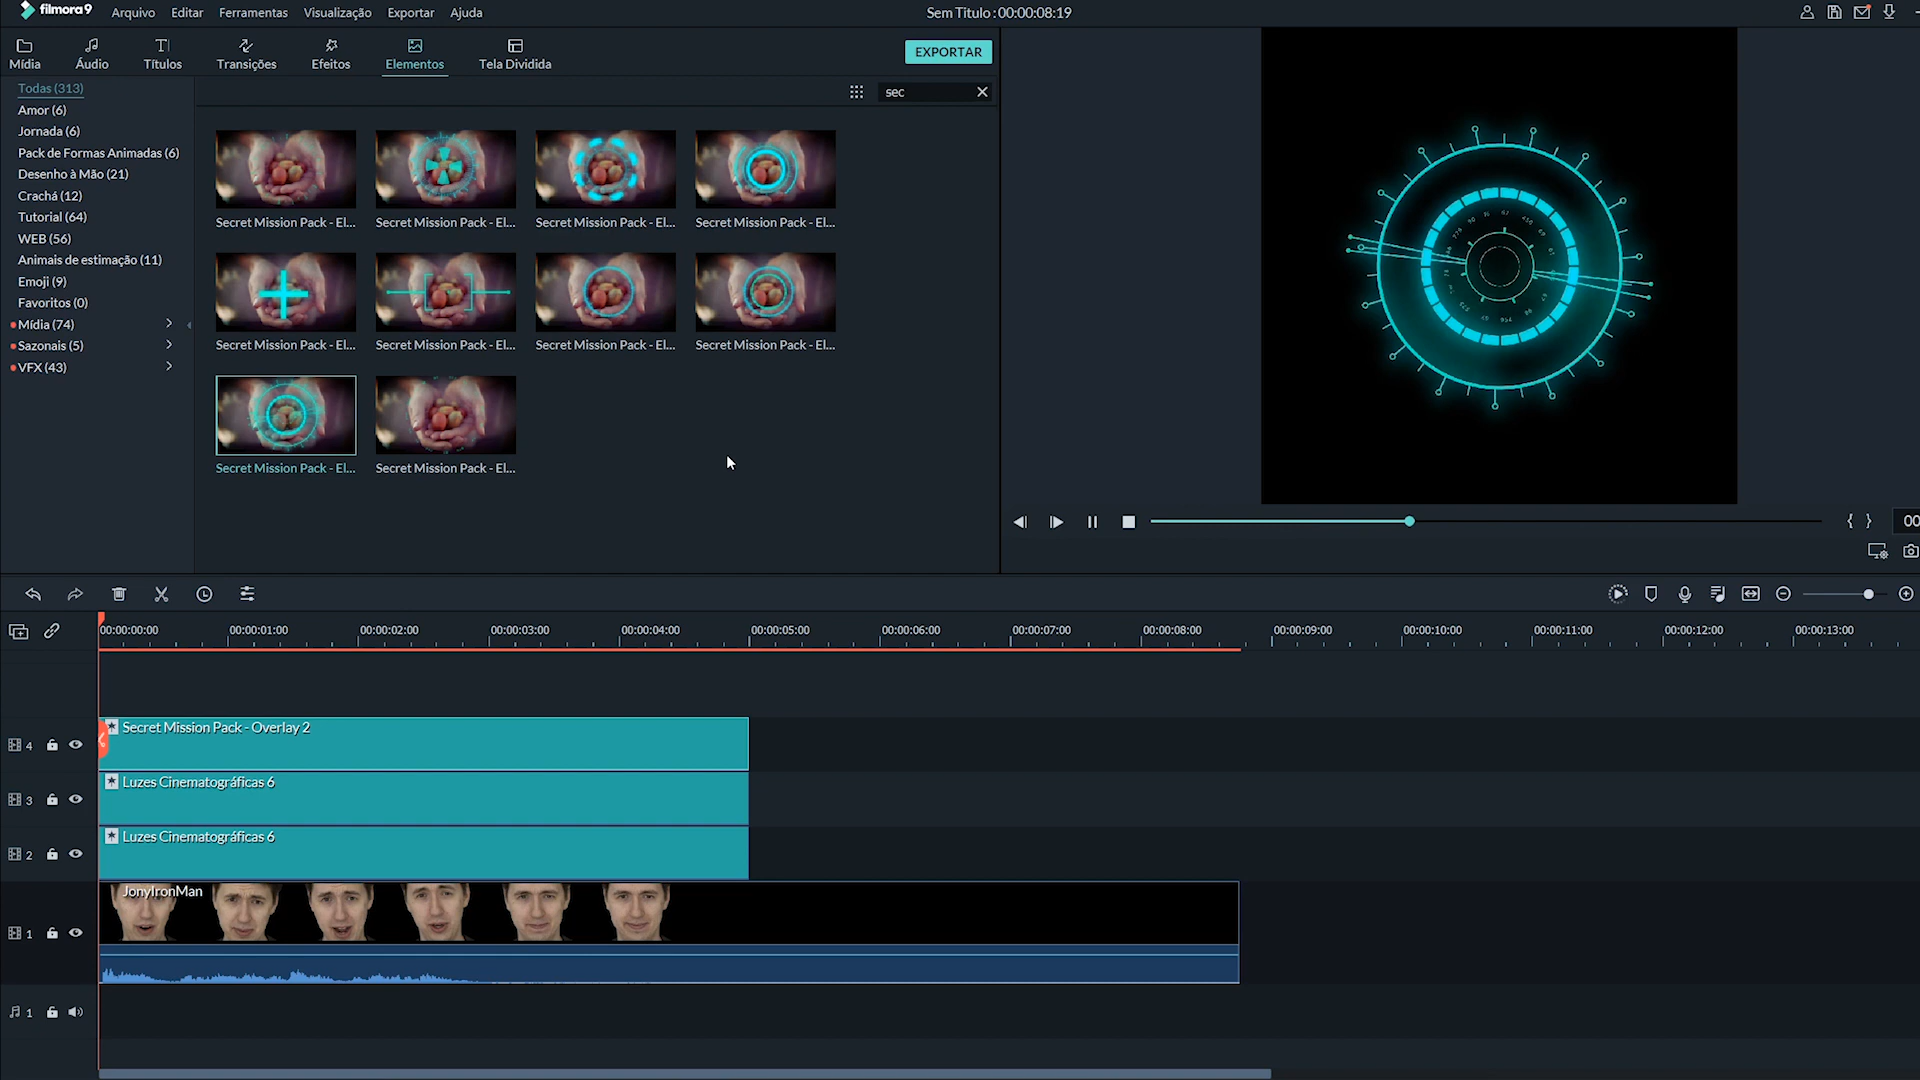 filmora9
Arquivo Editar Ferramentas Visualização Exportar Ajuda
Sem Título : 00:00:08:19
Mídia Áudio Títulos Transições Efeitos Elementos Tela Dividida
EXPORTAR
sec
Todas (313)
Amor (6)
Jornada (6)
Pack de Formas Animadas (6)
Desenho à Mão (21)
Crachá (12)
Tutorial (64)
WEB (56)
Animais de estimação (11)
Emoji (9)
Favoritos (0)
Mídia (74)
Sazonais (5)
VFX (43)
Secret Mission Pack - El... Secret Mission Pack - El... Secret Mission Pack - El... Secret Mission Pack - El...
Secret Mission Pack - El... Secret Mission Pack - El... Secret Mission Pack - El... Secret Mission Pack - El...
Secret Mission Pack - El... Secret Mission Pack - El...
00
00:00:00:00 00:00:01:00 00:00:02:00 00:00:03:00 00:00:04:00 00:00:05:00 00:00:06:00 00:00:07:00 00:00:08:00 00:00:09:00 00:00:10:00 00:00:11:00 00:00:12:00 00:00:13:00
4 Secret Mission Pack - Overlay 2
3 Luzes Cinematográficas 6
2 Luzes Cinematográficas 6
JonyIronMan
1
1